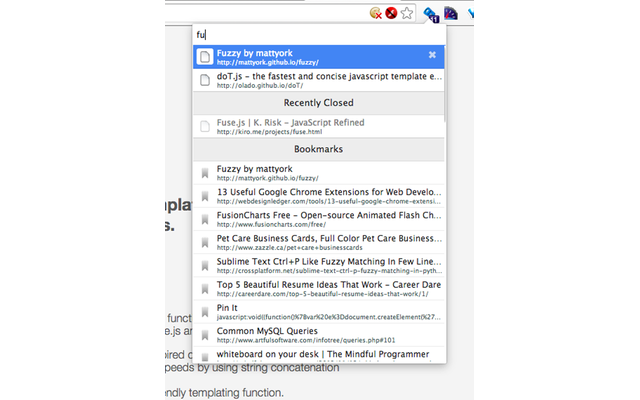 1
fu
Fuzzy by mattyork
http://mattyork.github.io/fuzzy/
doT.js – the fastest and concise javascript template e...
http://olado.github.io/doT/
Recently Closed
Fuse.js | K. Risk – JavaScript Refined
http://kiro.me/projects/fuse.html
Bookmarks
Fuzzy by mattyork
http://mattyork.github.io/fuzzy/
13 Useful Google Chrome Extensions for Web Develo...
http://webdesignledger.com/tools/13-useful-google-chrome-extensi...
FusionCharts Free – Open-source Animated Flash Ch...
http://www.fusioncharts.com/free/
Pet Care Business Cards, Full Color Pet Care Business...
http://www.zazzle.ca/pet+care+businesscards
Sublime Text Ctrl+P Like Fuzzy Matching In Few Line...
http://crossplatform.net/sublime-text-ctrl-p-fuzzy-matching-in-pyth...
Top 5 Beautiful Resume Ideas That Work – Career Dare
http://careerdare.com/top-5-beautiful-resume-ideas-that-work/1/
Pin It
javascript:void((function()%7Bvar%20e%3Ddocument.createElement(%27...
Common MySQL Queries
http://www.artfulsoftware.com/infotree/queries.php#101
whiteboard on your desk | The Mindful Programmer
mplat
s.
funct
e.js an
pired o
peeds by using string concatenation
endly templating function.